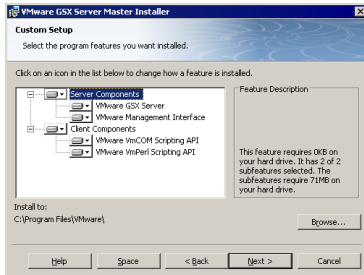 VMware GSX Server Master Installer
Custom Setup
Select the program features you want installed.
Click on an icon in the list below to change how a feature is installed.
Server Components
VMware GSX Server
VMware Management Interface
Client Components
VMware VmCOM Scripting API
VMware VmPerl Scripting API
Feature Description
This feature requires 0KB on
your hard drive. It has 2 of 2
subfeatures selected. The
subfeatures require 71MB on
your hard drive.
Install to:
C:\Program Files\VMware\
Browse...
Help
Space
< Back
Next >
Cancel